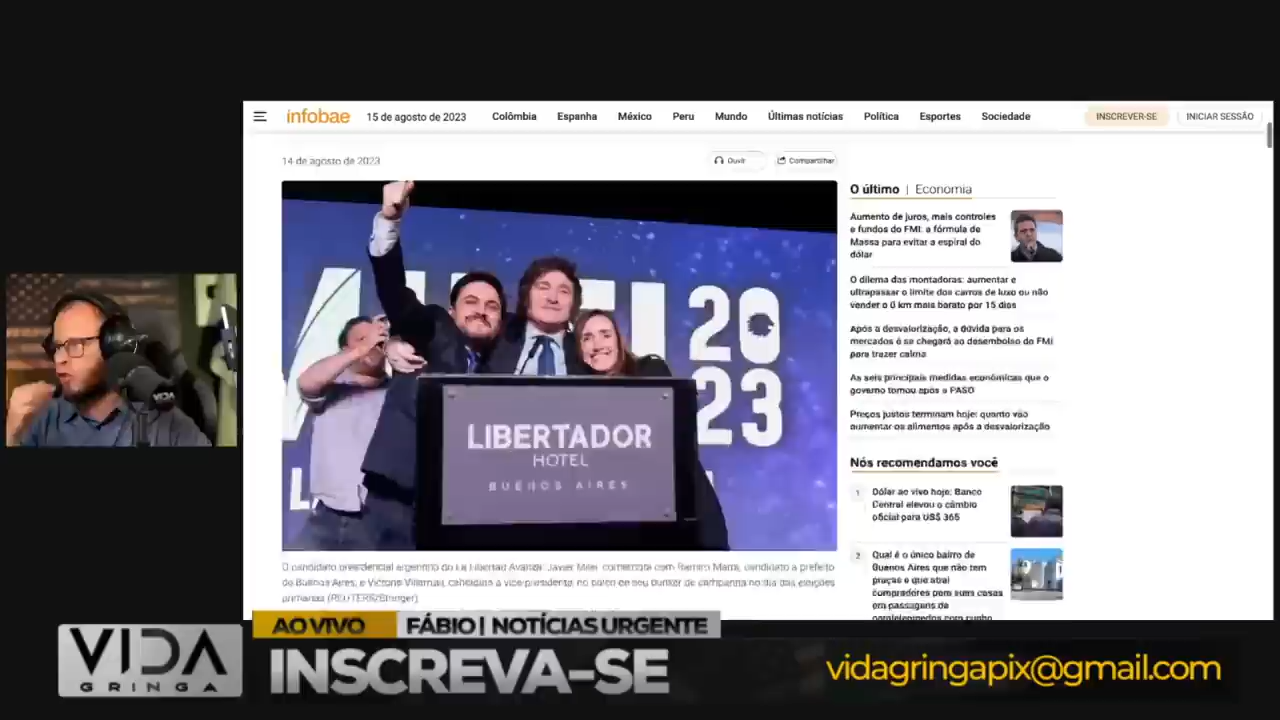 infobae
15 de agosto de 2023
Colômbia
Espanha
México
Peru
Mundo
Últimas notícias
Política
Esportes
Sociedade
INSCREVER-SE
INICIAR SESSÃO
14 de agosto de 2023
Ouvir
Compartilhar
2023
LIBERTADOR
HOTEL
BUENOS AIRES
O candidato presidencial argentino do La Libertad Avanza, Javier Milei, comemora com Ramiro Marra, candidato a prefeito
de Buenos Aires, e Victoria Villarruel, candidata a vice-presidente, no
de campanha no dia das eleições
primárias (REUTERS/Stringer)
O último | Economia
Aumento de juros, mais controles
e fundos do FMI: a fórmula de
Massa para evitar a espiral do
dólar
O dilema das montadoras: aumentar e
ultrapassar o limite dos carros de luxo ou não
vender o 0 km mais barato por 15 dias
Após a desvalorização, a dúvida para os
mercados é se chegará ao desembolso do FMI
para trazer calma
As seis principais medidas econômicas que o
governo tomou após o PASO
Preços justos terminam hoje: quanto vão
aumentar os alimentos após a desvalorização
Nós recomendamos você
1
Dólar ao vivo hoje: Banco
Central elevou o câmbio
oficial para US$ 365
2
Qual é o único bairro de
Buenos Aires que não tem
praças e que atrai
compradores para suas casas
em passagens de
VIDA
GRINGA
AO VIVO
FÁBIO | NOTÍCIAS URGENTE
INSCREVA-SE
vidagringapix@gmail.com